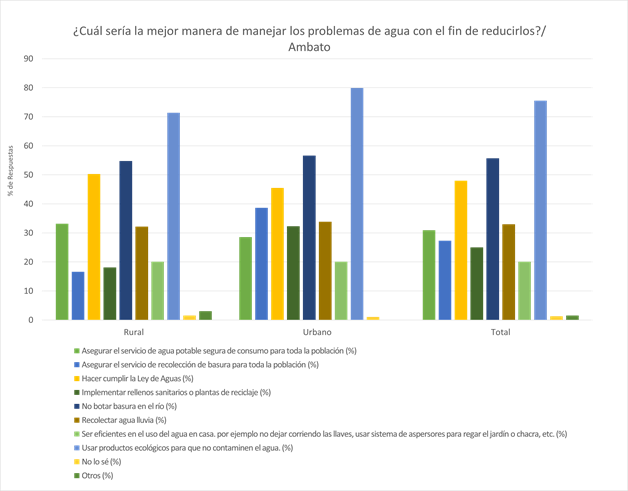 ¿Cuál sería la mejor manera de manejar los problemas de agua con el fin de reducirlos?/
Ambato
90
80
70
60
50
40
30
20
10
0
% de Respuestas
Rural Urbano Total
Asegurar el servicio de agua potable segura de consumo para toda la población (%)
Asegurar el servicio de recolección de basura para toda la población (%)
Hacer cumplir la Ley de Aguas (%)
Implementar rellenos sanitarios o plantas de reciclaje (%)
No botar basura en el río (%)
Recolectar agua lluvia (%)
Ser eficientes en el uso del agua en casa. por ejemplo no dejar corriendo las llaves, usar sistema de aspersores para regar el jardín o chacra, etc. (%)
Usar productos ecológicos para que no contaminen el agua. (%)
No lo sé (%)
Otros (%)